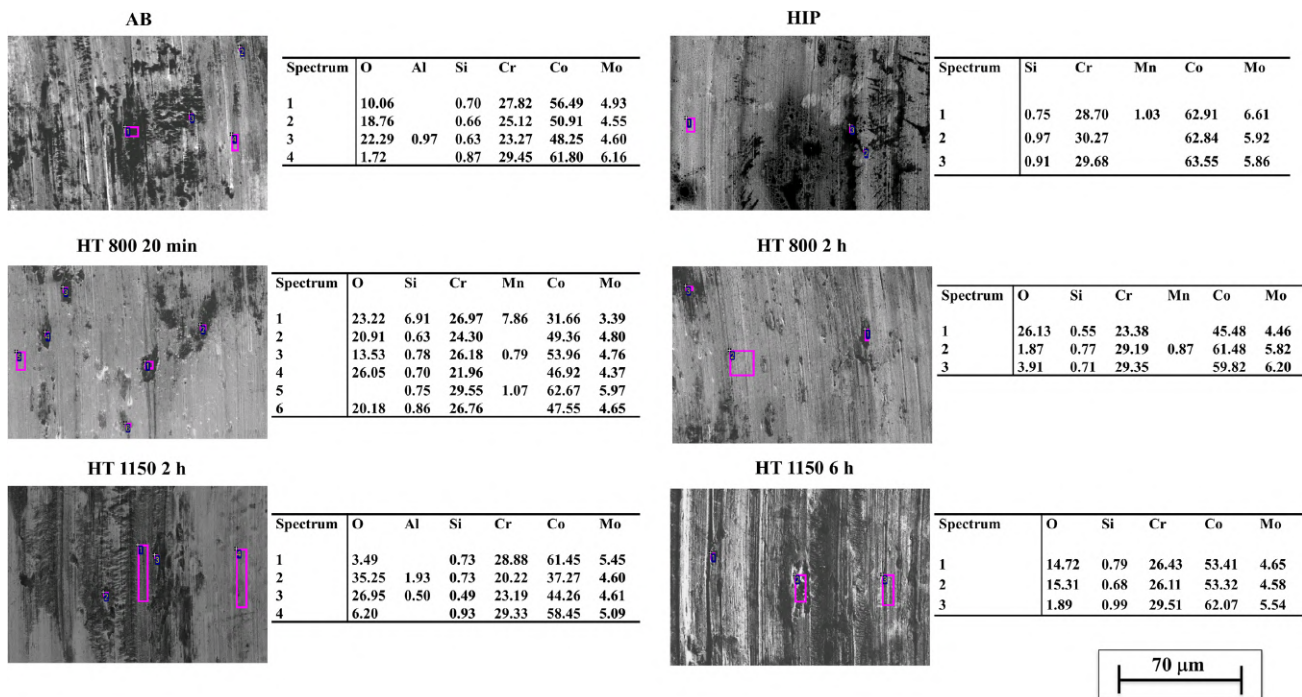 AB
Spectrum O Al Si Cr Co Mo
1 10.06 0.70 27.82 56.49 4.93
2 18.76 0.66 25.12 50.91 4.55
3 22.29 0.97 0.63 23.27 48.25 4.60
4 1.72 0.87 29.45 61.80 6.16
HIP
Spectrum Si Cr Mn Co Mo
1 0.75 28.70 1.03 62.91 6.61
2 0.97 30.27 62.84 5.92
3 0.91 29.68 63.55 5.86
HT 800 20 min
Spectrum O Si Cr Mn Co Mo
1 23.22 6.91 26.97 7.86 31.66 3.39
2 20.91 0.63 24.30 49.36 4.80
3 13.53 0.78 26.18 0.79 53.96 4.76
4 26.05 0.70 21.96 46.92 4.37
5 0.75 29.55 1.07 62.67 5.97
6 20.18 0.86 26.76 47.55 4.65
HT 800 2 h
Spectrum O Si Cr Mn Co Mo
1 26.13 0.55 23.38 45.48 4.46
2 1.87 0.77 29.19 0.87 61.48 5.82
3 3.91 0.71 29.35 59.82 6.20
HT 1150 2 h
Spectrum O Al Si Cr Co Mo
1 3.49 0.73 28.88 61.45 5.45
2 35.25 1.93 0.73 20.22 37.27 4.60
3 26.95 0.50 0.49 23.19 44.26 4.61
4 6.20 0.93 29.33 58.45 5.09
HT 1150 6 h
Spectrum O Si Cr Co Mo
1 14.72 0.79 26.43 53.41 4.65
2 15.31 0.68 26.11 53.32 4.58
3 1.89 0.99 29.51 62.07 5.54
70 µm